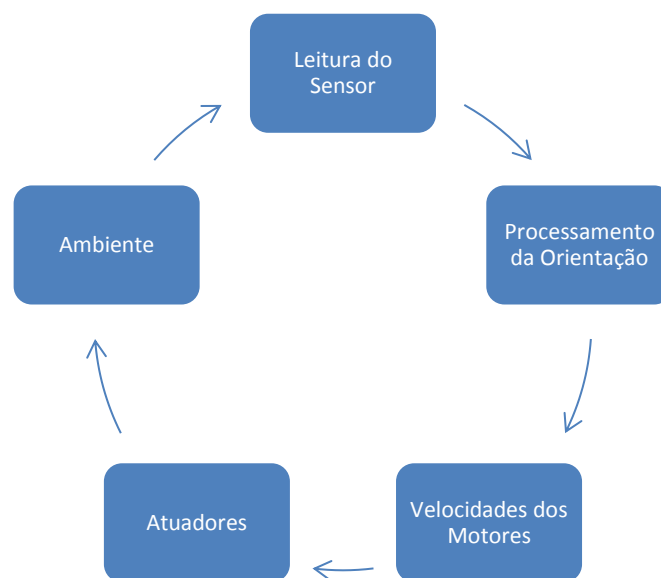 Leitura do
Sensor
Processamento
da Orientação
Velocidades dos
Motores
Atuadores
Ambiente